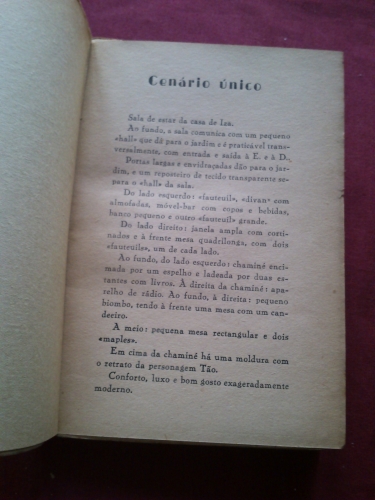 Cenário único
Sala de estar da casa de Isa.
Ao fundo, a sala comunica com um pequeno
«hall» que dá para o jardim e é praticável trans-
versalmente, com entrada e saída à E. e à D.,
Portas largas e envidraçadas dão para o jar-
dim, e um reposteiro de tecido transparente se-
para o «hall» da sala.
Do lado esquerdo: «fauteuil», «divan» com
almofadas, móvel-bar com copos e bebidas,
banco pequeno e outro «fauteuil» grande.
Do lado direito: janela ampla com corti-
nados e à frente mesa quadrilonga, com dois
«fauteuils», um de cada lado.
Ao fundo, do lado esquerdo: chaminé enci-
mada por um espelho e ladeada por duas es-
tantes com livros. À direita da chaminé: apa-
relho de rádio. Ao fundo, à direita: pequeno
biombo, tendo à frente uma mesa com um can-
deeiro.
A meio: pequena mesa rectangular e dois
«maples».
Em cima da chaminé há uma moldura com
o retrato da personagem Tão.
Conforto, luxo e bom gosto exageradamente
moderno.